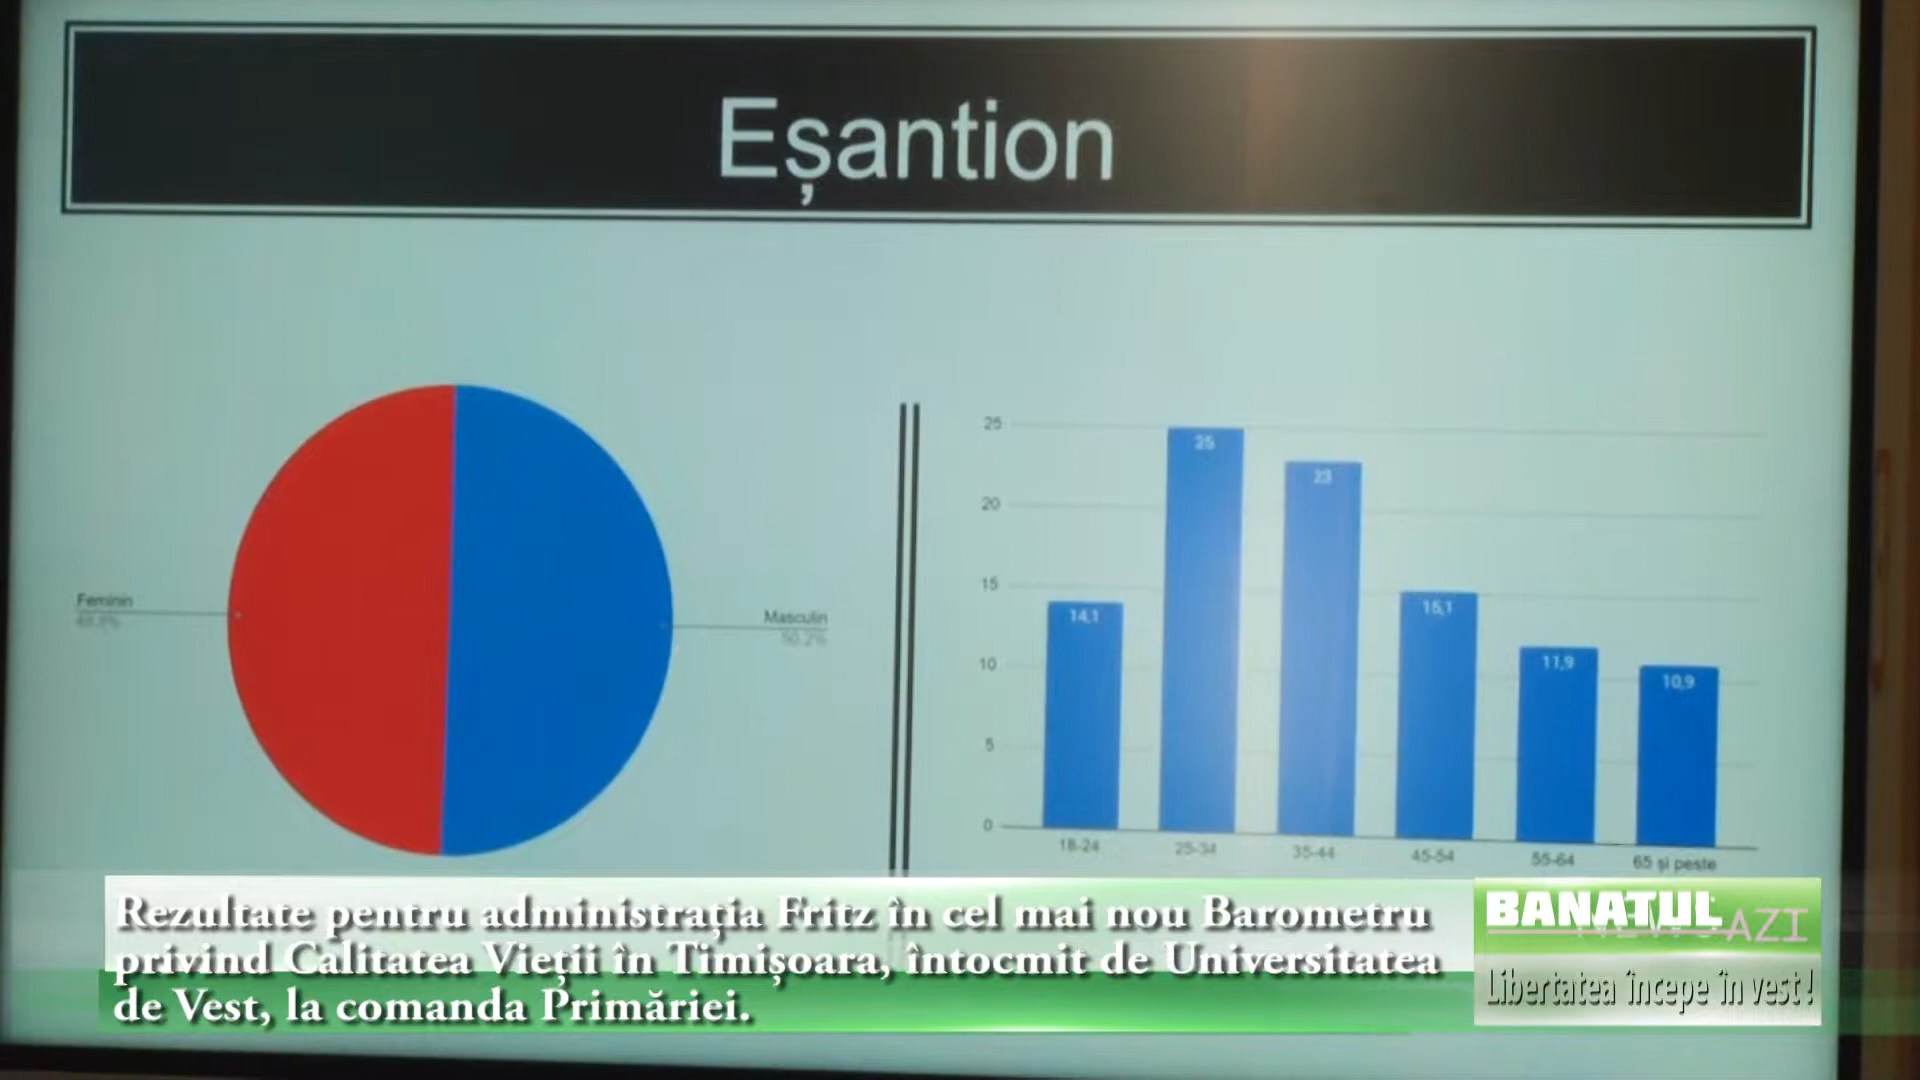 Eșantion
Feminin
Masculin
50.2%
25
20
15
10
5
0
14,1
25
23
15,1
11,9
10,9
18-24
25-34
35-44
45-54
55-64
65 și peste
Rezultate pentru administrația Fritz în cel mai nou Barometru
privind Calitatea Vieții în Timișoara, întocmit de Universitatea
de Vest, la comanda Primăriei.
BANATUL
AZI
Libertatea începe în vest!